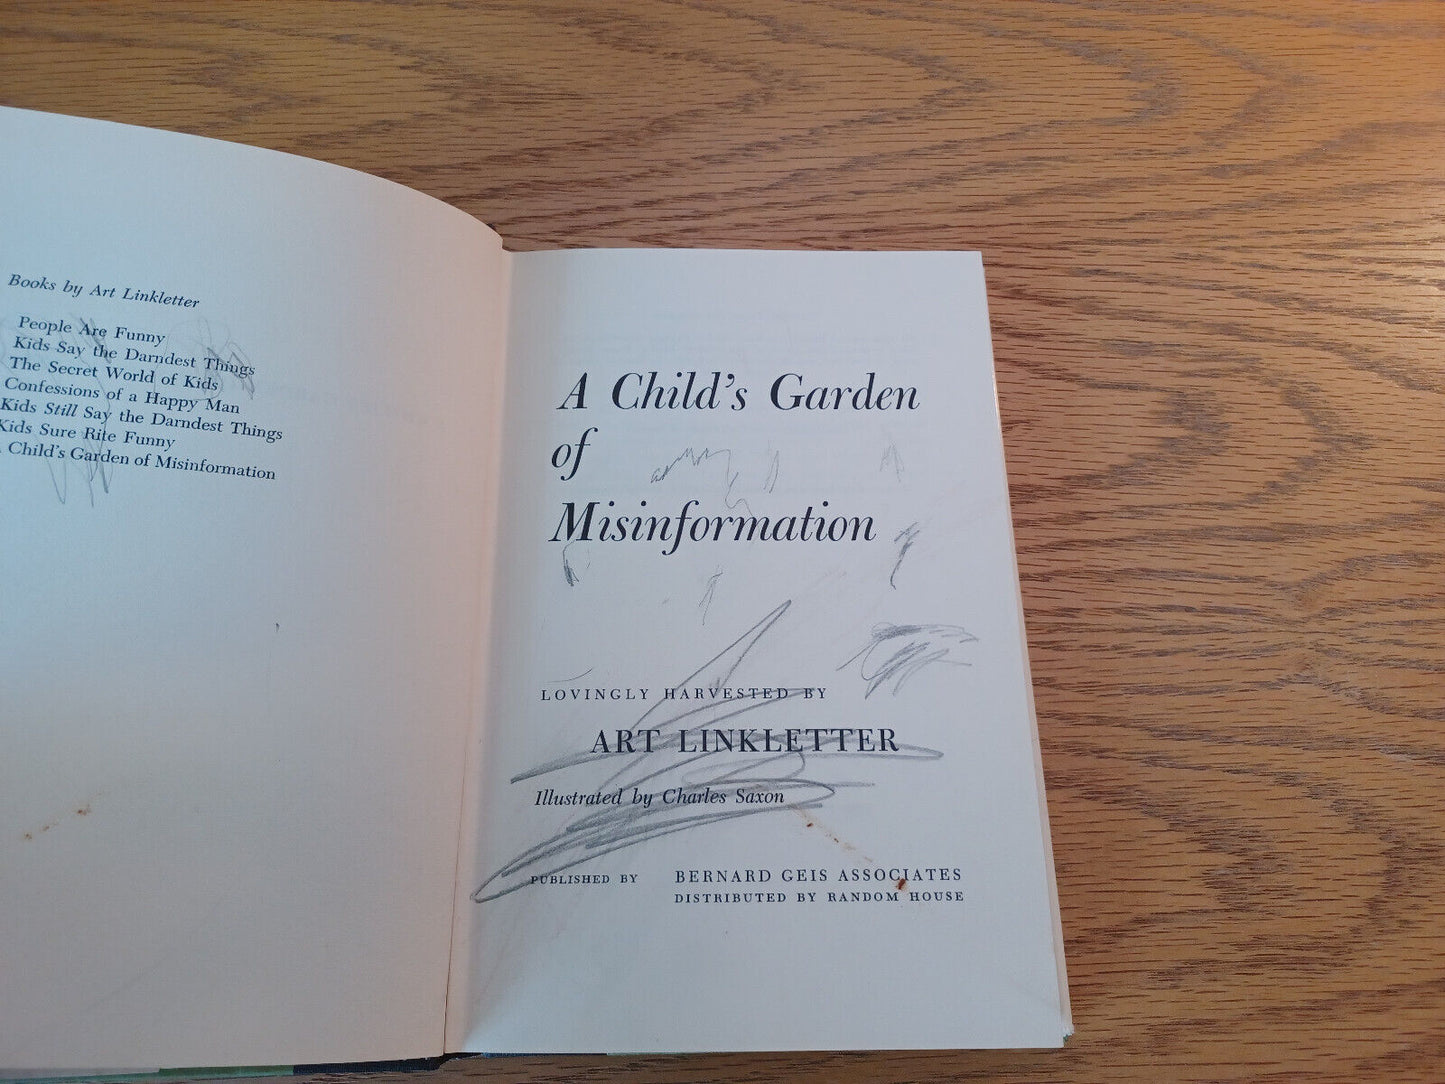 Books by Art Linkletter
People Are Funny
Kids Say the Darndest Things
The Secret World of Kids
Confessions of a Happy Man
Kids Still Say the Darndest Things
Kids Sure Rite Funny
Child's Garden of Misinformation
A Child's Garden
of
Misinformation
LOVINGLY HARVESTED BY
ART LINKLETTER
Illustrated by Charles Saxon
PUBLISHED BY BERNARD GEIS ASSOCIATES
DISTRIBUTED BY RANDOM HOUSE